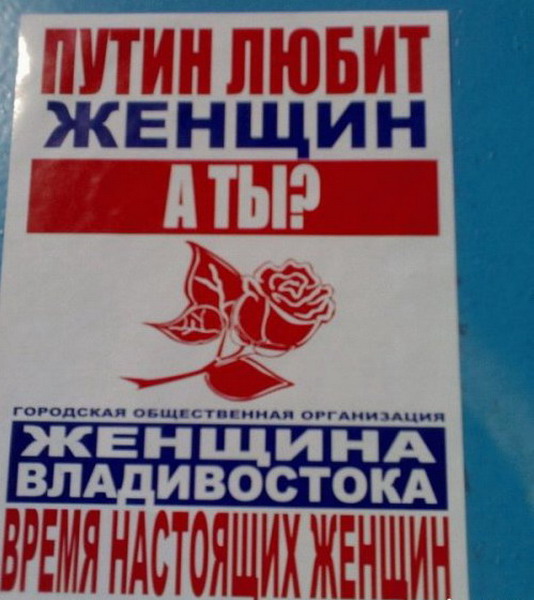 ПУТИН ЛЮБИТ
ЖЕНЩИН
А ТЫ?
ГОРОДСКАЯ ОБЩЕСТВЕННАЯ ОРГАНИЗАЦИЯ
ЖЕНЩИНА
ВЛАДИВОСТОКА
ВРЕМЯ НАСТОЯЩИХ ЖЕНЩИН